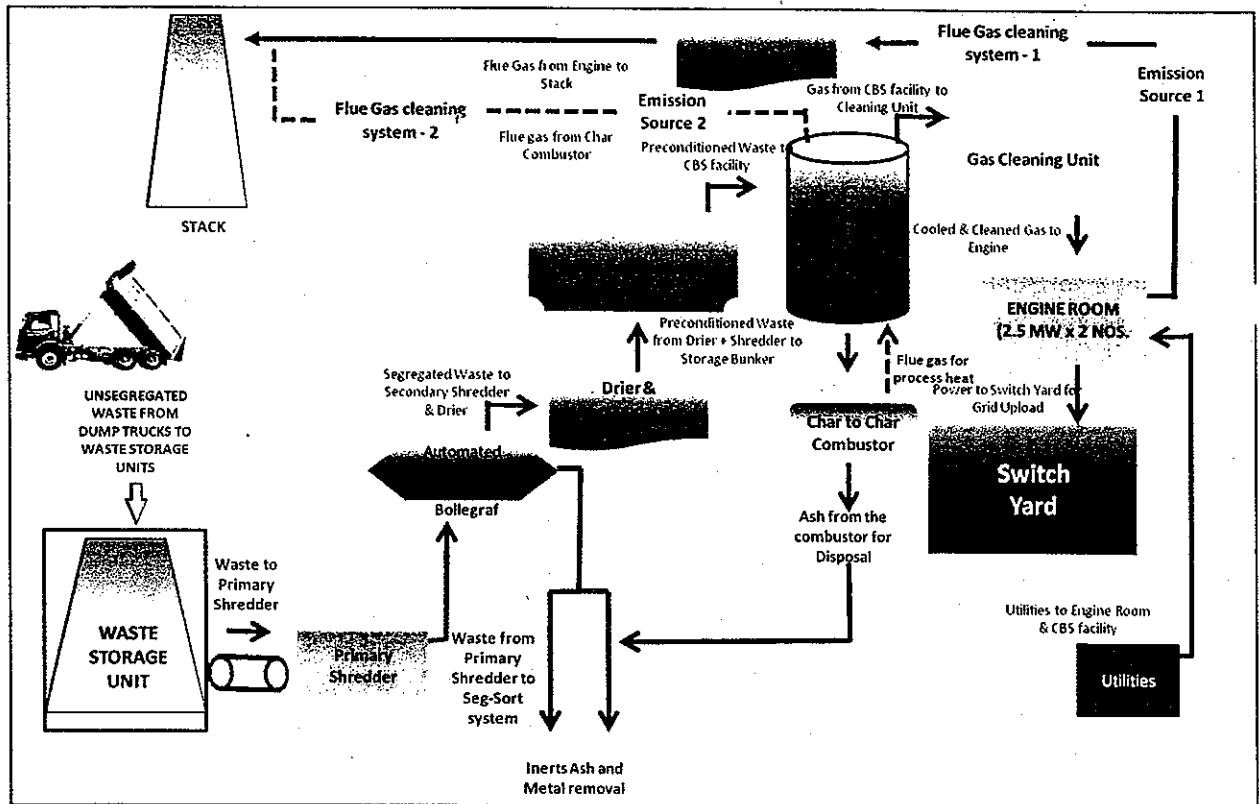 Flue Gas cleaning
system - 1
Emission
Source 1
Flue Gas from Engine to
Stack
Flue Gas cleaning
system - 2
Flue gas from Char
Combustor
Emission
Source 2
Gas from CBS facility to
Cleaning Unit
Preconditioned Waste to
CBS facility
Gas Cleaning Unit
STACK
Cooled & Cleaned Gas to
Engine
ENGINE ROOM
(2.5 MW x 2 NOS.
Preconditioned Waste
from Drier + Shredder to
Storage Bunker
Flue gas for
process heat
Segregated Waste to
Secondary Shredder
& Drier
Drier &
Power to Switch Yard for
Grid Upload
UNSEGREGATED
WASTE FROM
DUMP TRUCKS TO
WASTE STORAGE
UNITS
Char to Char
Combustor
Automated
Bollegraf
Switch
Yard
Ash from the
combustor for
Disposal
Waste to
Primary
Shredder
WASTE
STORAGE
UNIT
Primary
Shredder
Waste from
Primary
Shredder to
Seg-Sort
system
Utilities to Engine Room
& CBS facility
Utilities
Inerts Ash and
Metal removal